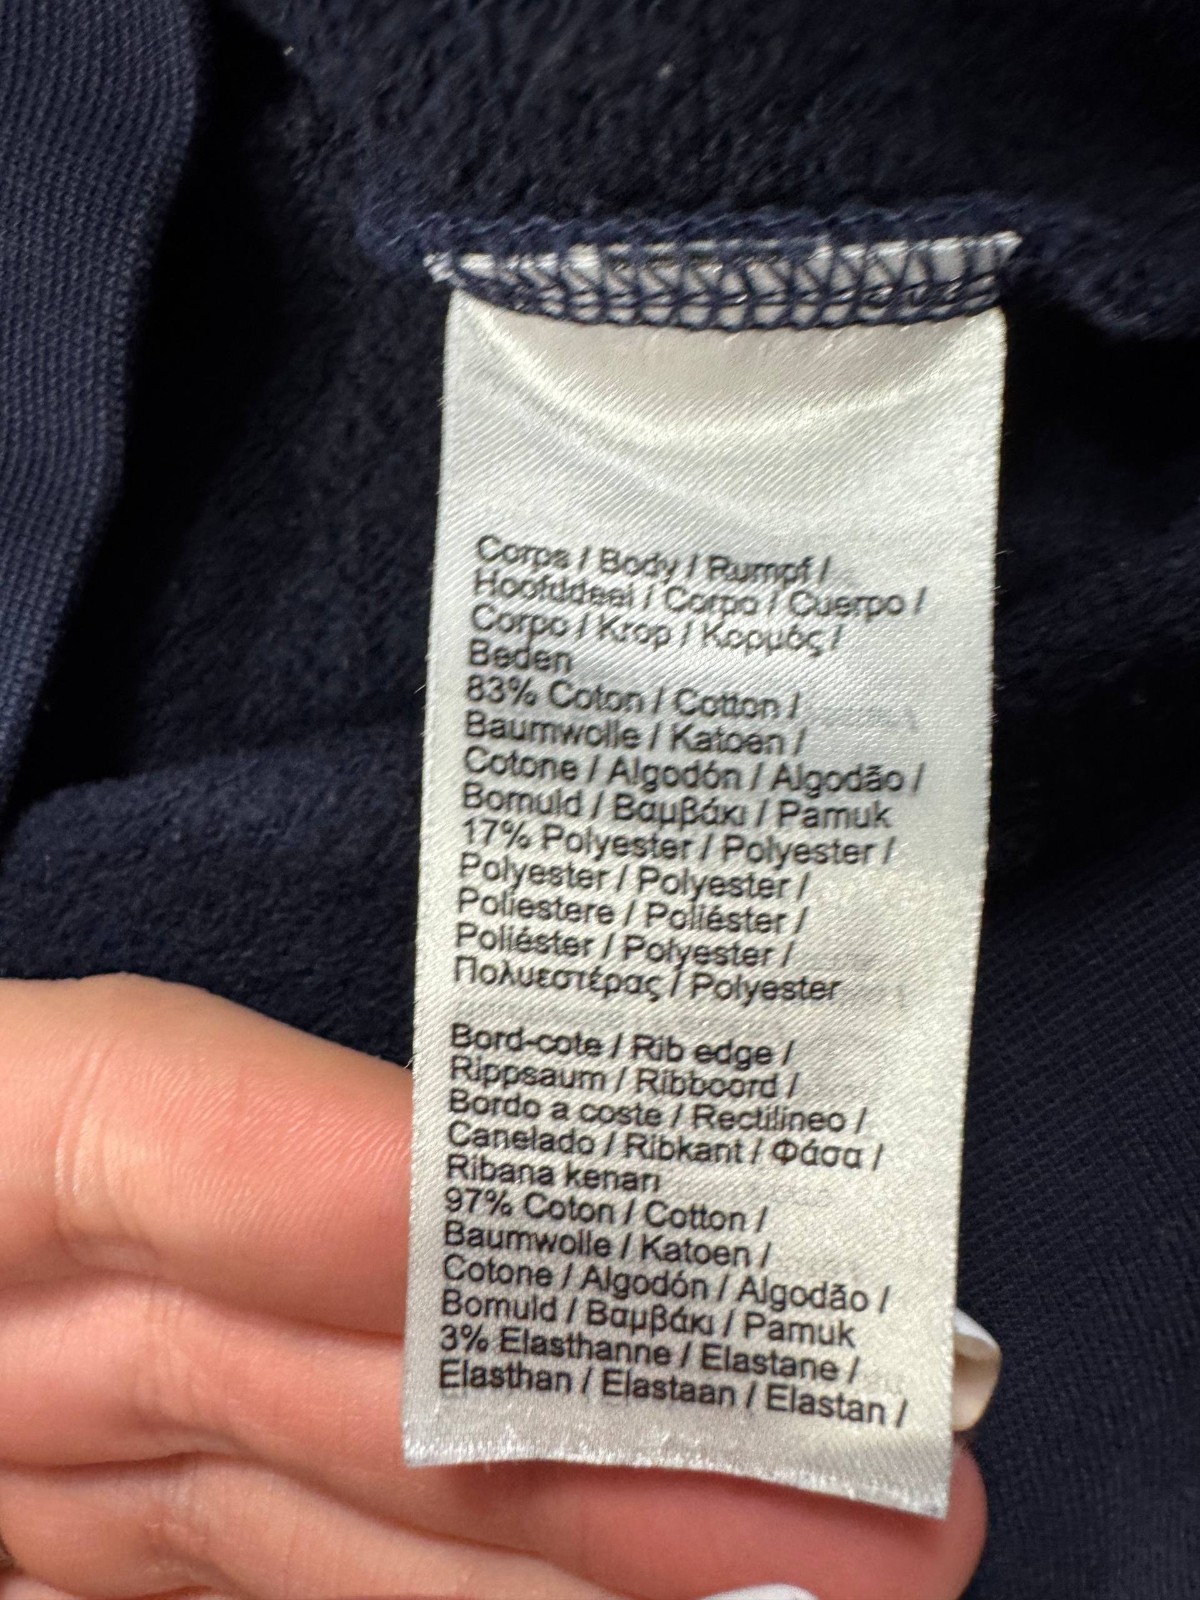 Corps / Body / Rumpf /
Hoofddeel / Corpo / Cuerpo /
Corpo / Krop / Κορμός /
Beden
83% Coton / Cotton /
Baumwolle / Katoen /
Cotone / Algodón / Algodão /
Bomuld / Βαμβάκι / Pamuk
17% Polyester / Polyester /
Polyester / Polyester /
Poliestere / Poliéster /
Poliéster / Polyester /
Πολυεστέρας / Polyester
Bord-cote / Rib edge /
Rippsaum / Ribboord /
Bordo a coste / Rectilíneo /
Canelado / Ribkant / Φάσα /
Ribana kenarı
97% Coton / Cotton /
Baumwolle / Katoen /
Cotone / Algodón / Algodão /
Bomuld / Βαμβάκι / Pamuk
3% Elasthanne / Elastane /
Elasthan / Elastaan / Elastan /